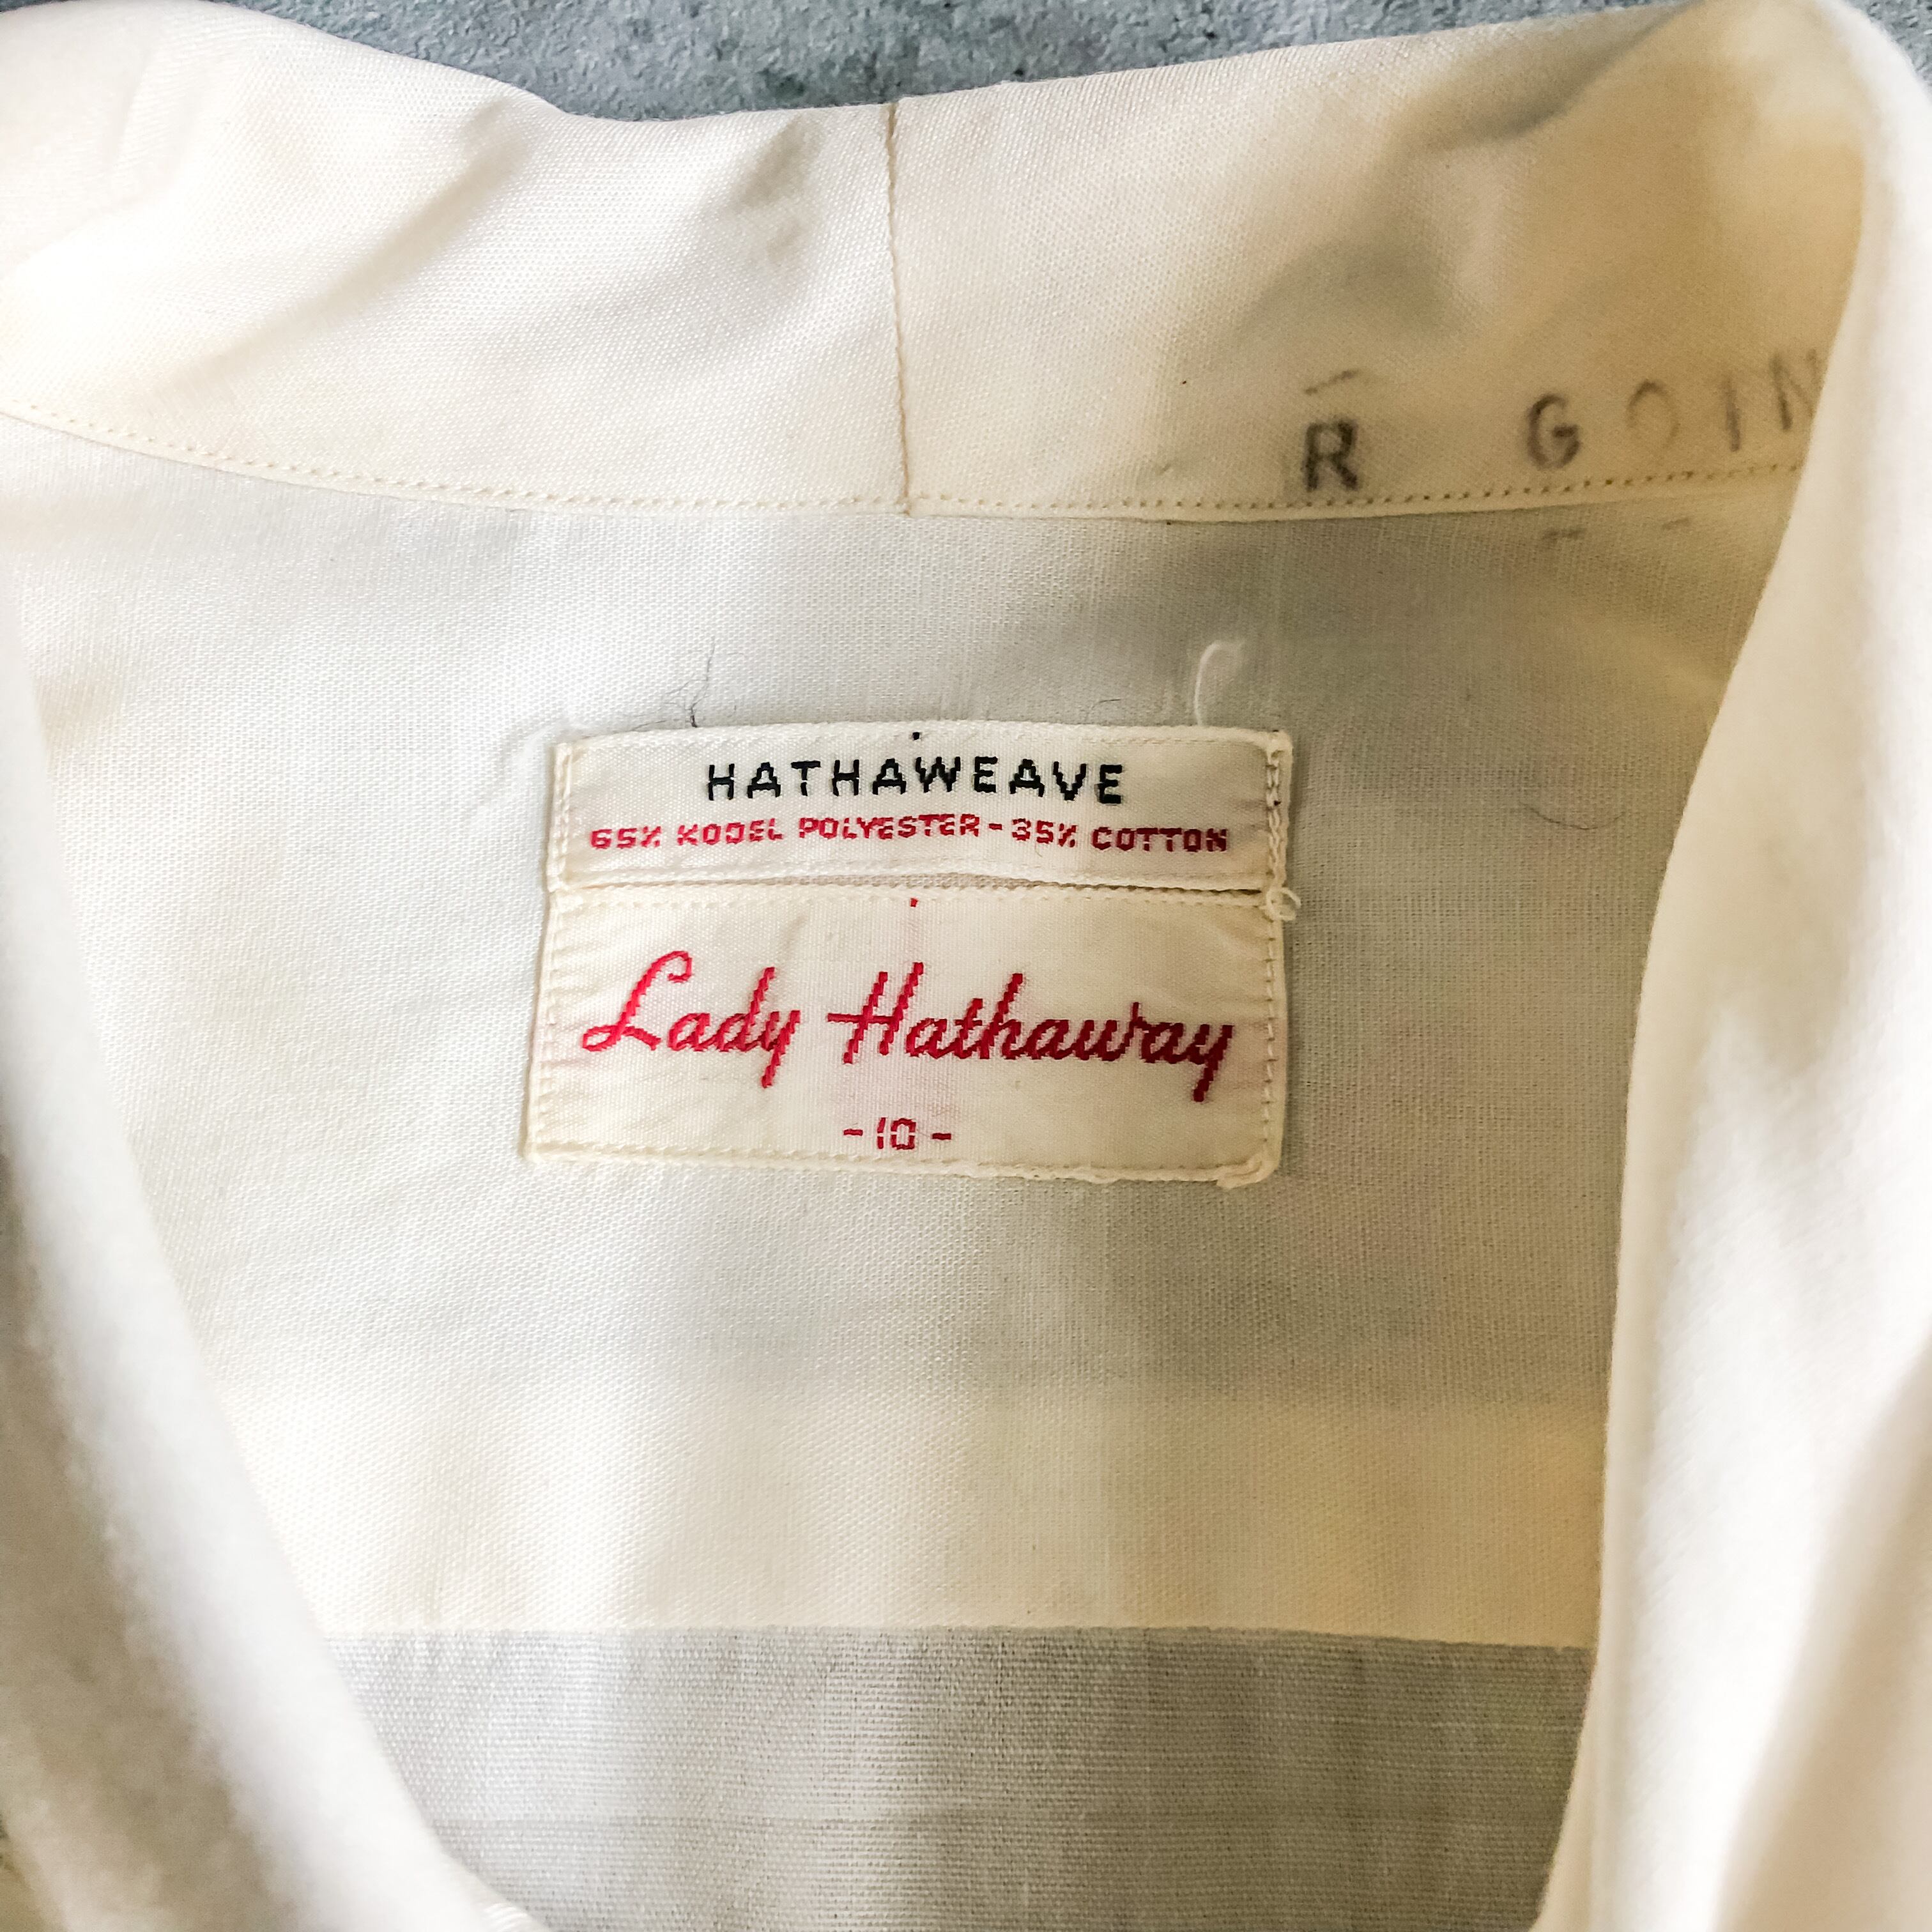 R GOIN
HATHAWEAVE
65% KODEL POLYESTER-35% COTTON
Lady Hathaway
-10-